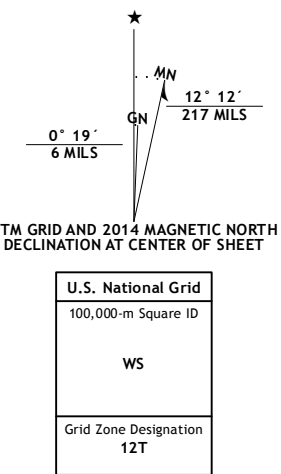 ★
MN
GN
12° 12´
217 MILS
0° 19´
6 MILS
TM GRID AND 2014 MAGNETIC NORTH
DECLINATION AT CENTER OF SHEET
U.S. National Grid
100,000-m Square ID
WS
Grid Zone Designation
12T